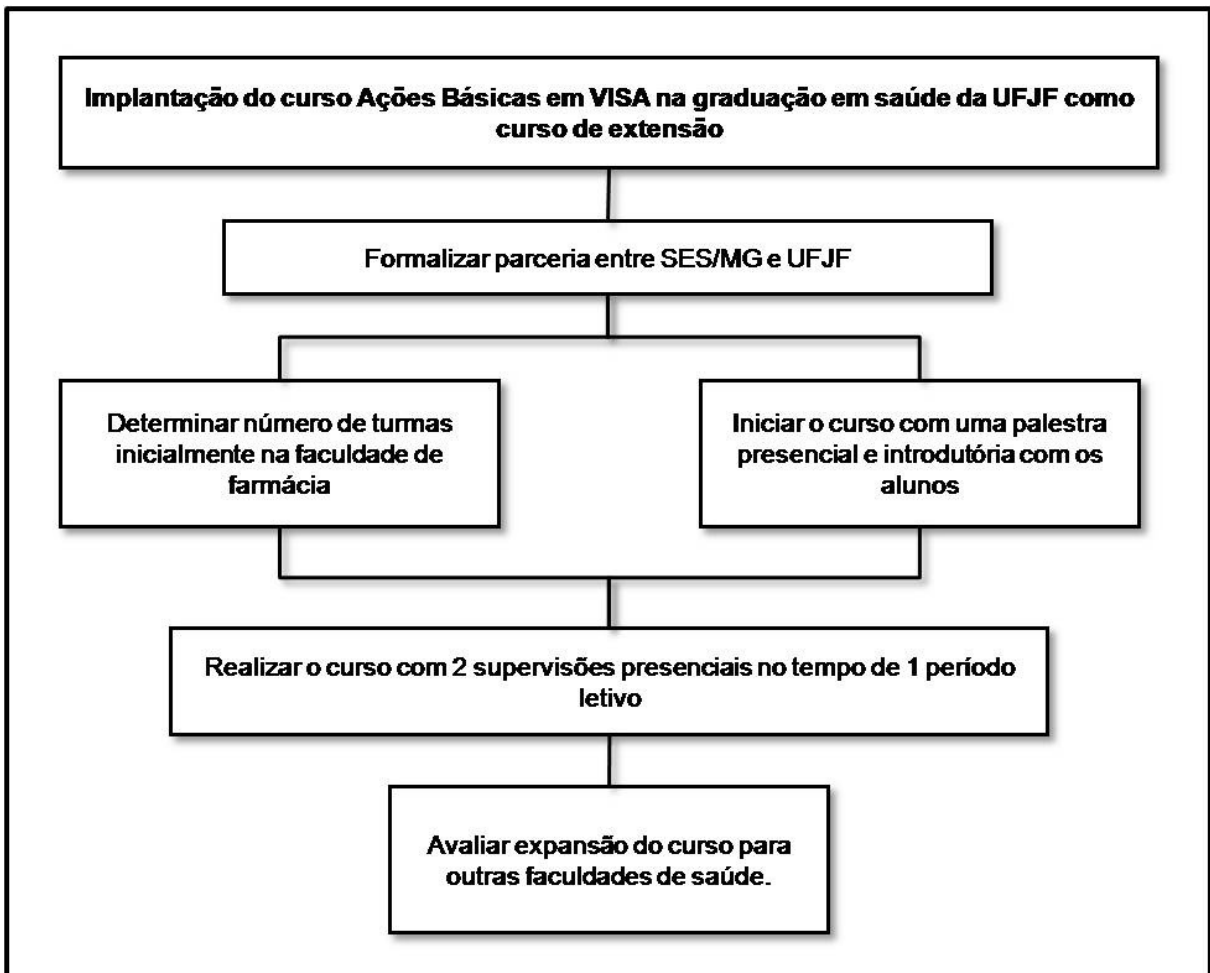 Implantação do curso Ações Básicas em VISA na graduação em saúde da UFJF como
curso de extensão
Formalizar parceria entre SES/MG e UFJF
Determinar número de turmas
inicialmente na faculdade de
farmácia
Iniciar o curso com uma palestra
presencial e introdutória com os
alunos
Realizar o curso com 2 supervisões presenciais no tempo de 1 período
letivo
Avaliar expansão do curso para
outras faculdades de saúde.